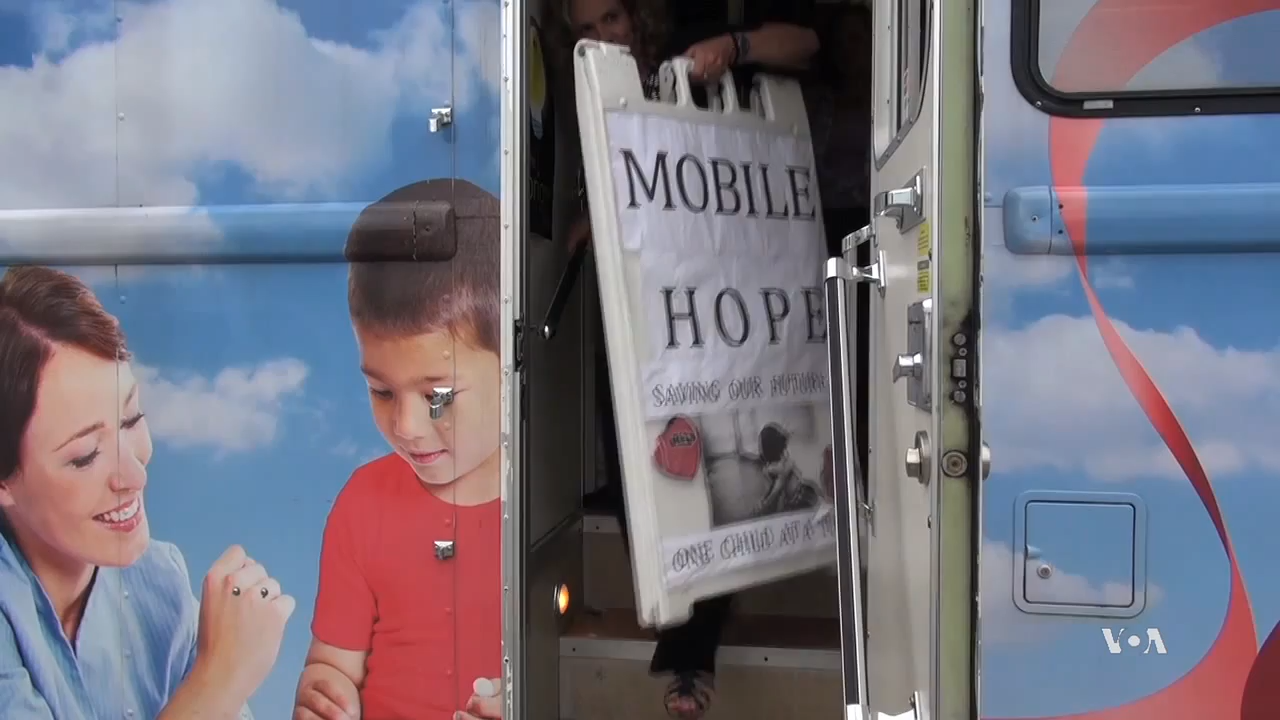 MOBILE
HOPE
SAVING OUR FUTURE
ONE CHILD AT A
VOA